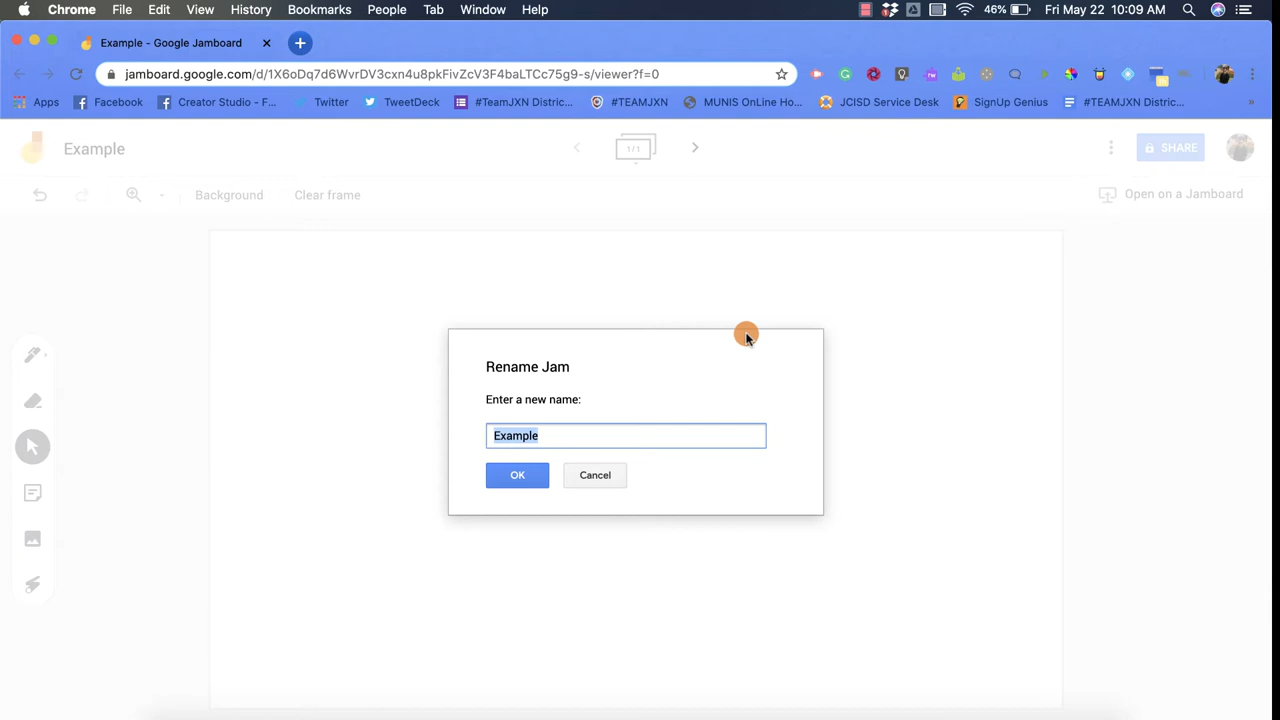 Chrome File Edit View History Bookmarks People Tab Window Help 46% Fri May 22 10:09 AM
Example - Google Jamboard
jamboard.google.com/d/1X6oDq7d6WvrDV3cxn4u8pkFivZcV3F4baLTCc75g9-s/viewer?f=0
Apps Facebook Creator Studio - F... Twitter TweetDeck #TeamJXN Distric... #TEAMJXN MUNIS OnLine Ho... JCISD Service Desk SignUp Genius #TEAMJXN Distric... »
Example 1/1 SHARE
Background Clear frame Open on a Jamboard
Rename Jam
Enter a new name:
Example
OK Cancel